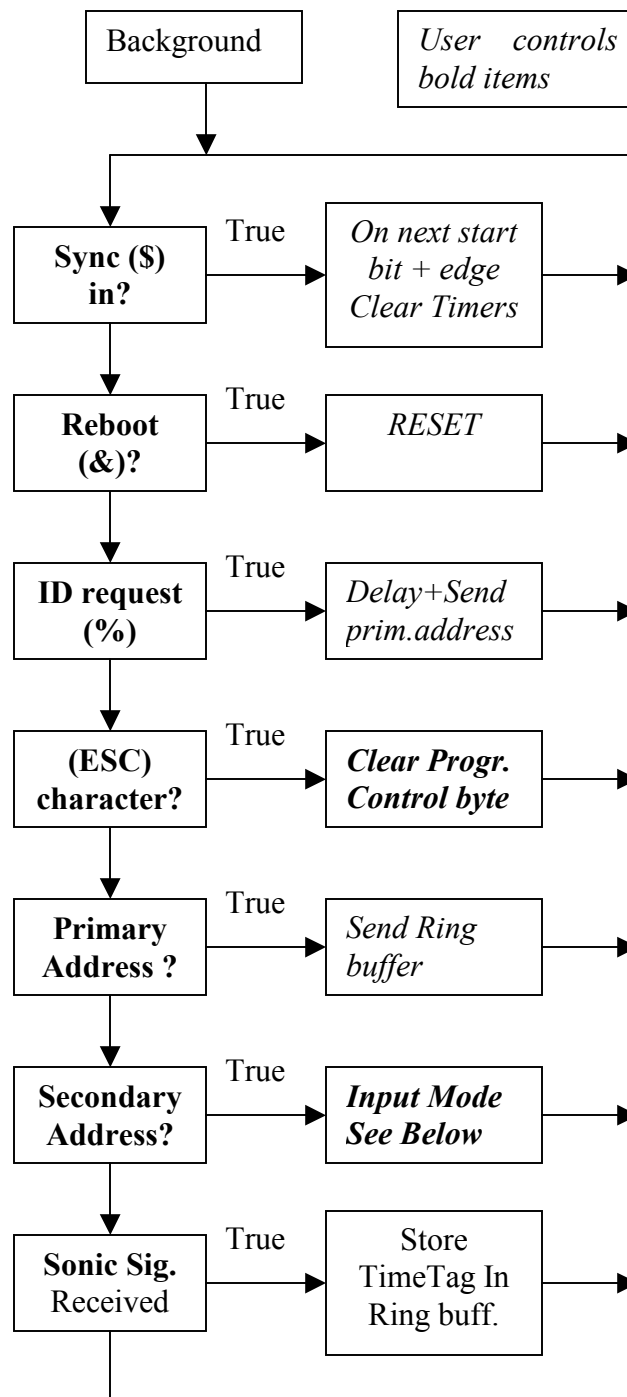 Background
User controls
bold items
Sync ($)
in?
True
On next start
bit + edge
Clear Timers
Reboot
(&)?
True
RESET
ID request
(%)
True
Delay+Send
prim.address
(ESC)
character?
True
Clear Progr.
Control byte
Primary
Address ?
True
Send Ring
buffer
Secondary
Address?
True
Input Mode
See Below
Sonic Sig.
Received
True
Store
TimeTag In
Ring buff.